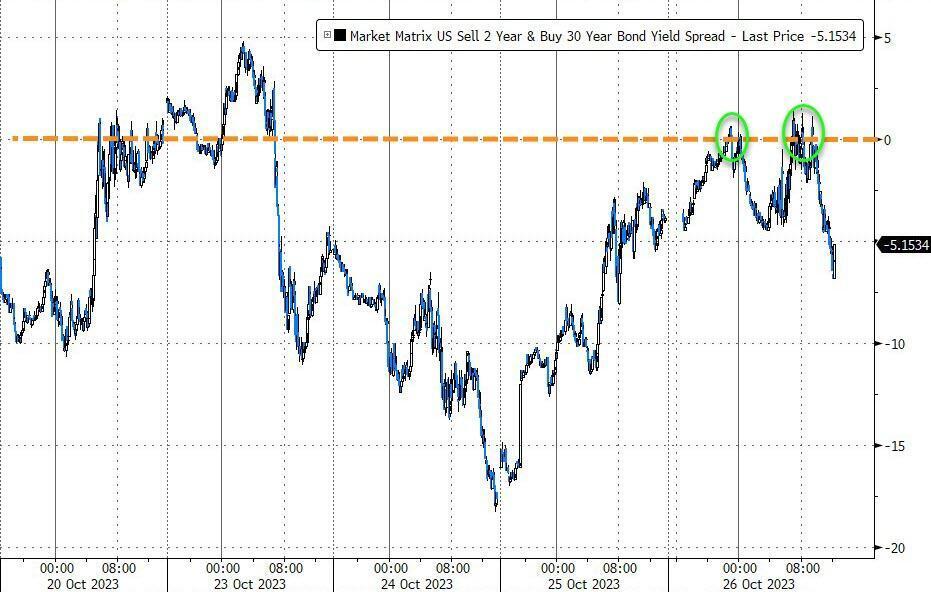 Market Matrix US Sell 2 Year & Buy 30 Year Bond Yield Spread - Last Price -5.1534
5
0
-5.1534
-10
-15
-20
00:00 08:00 00:00 08:00 00:00 08:00 00:00 08:00 00:00 08:00
20 Oct 2023 23 Oct 2023 24 Oct 2023 25 Oct 2023 26 Oct 2023